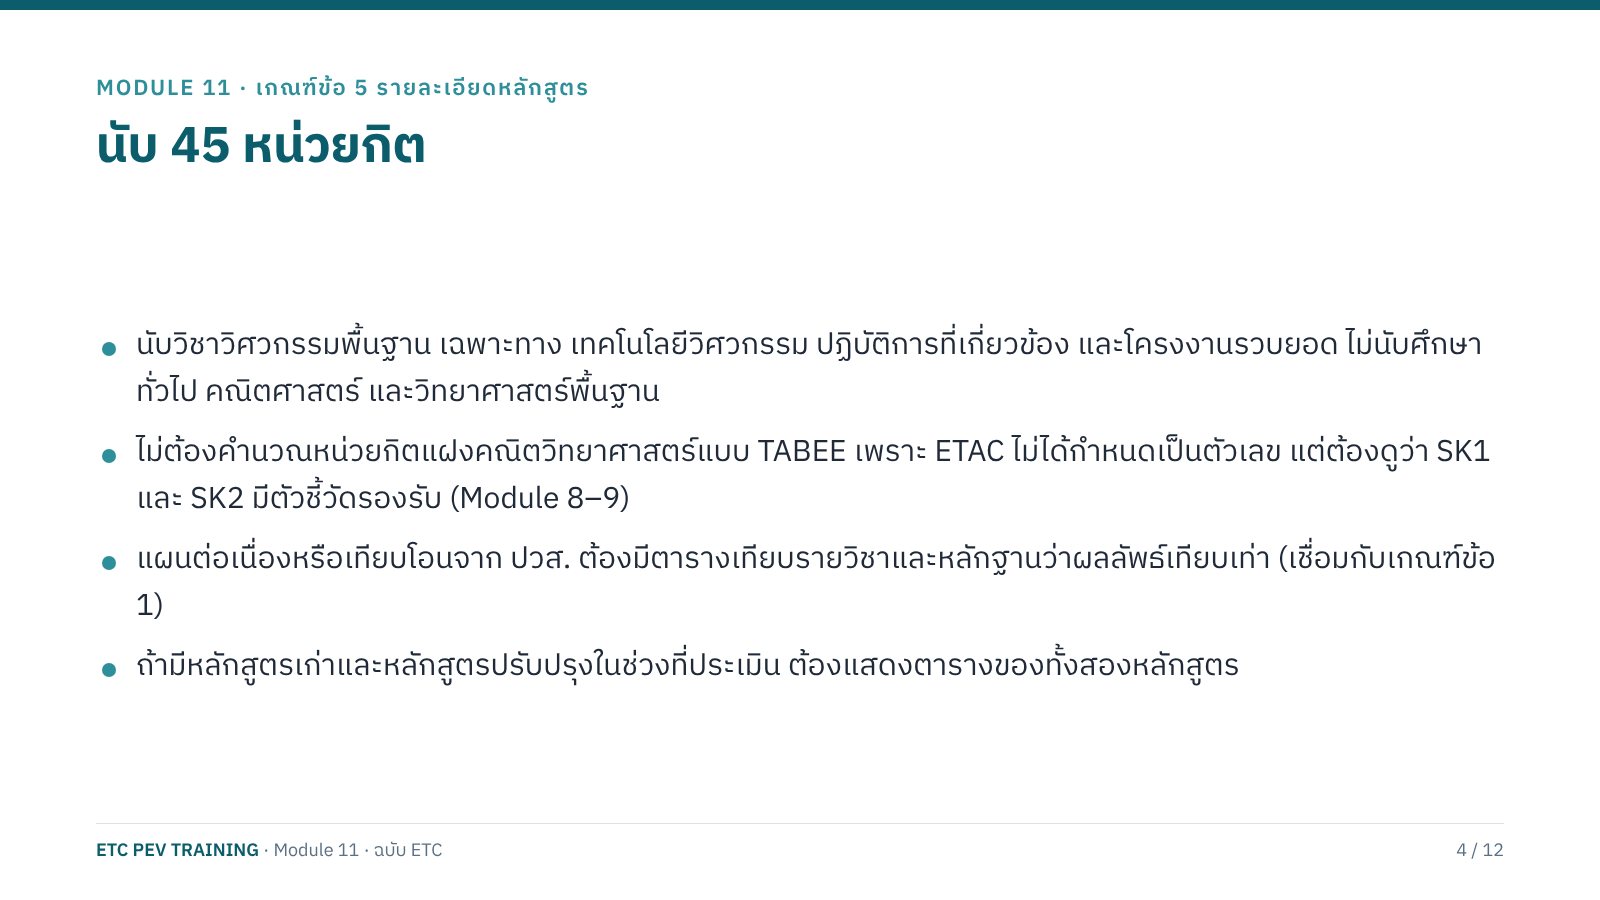 MODULE 11 · เกณฑ์ข้อ 5 รายละเอียดหลักสูตร
นับ 45 หน่วยกิต
นับวิชาวิศวกรรมพื้นฐาน เฉพาะทาง เทคโนโลยีวิศวกรรม ปฏิบัติการที่เกี่ยวข้อง และโครงงานรวบยอด ไม่นับศึกษา
ทั่วไป คณิตศาสตร์ และวิทยาศาสตร์พื้นฐาน
ไม่ต้องคำนวณหน่วยกิตแฝงคณิตวิทยาศาสตร์แบบ TABEE เพราะ ETAC ไม่ได้กำหนดเป็นตัวเลข แต่ต้องดูว่า SK1
และ SK2 มีตัวชี้วัดรองรับ (Module 8–9)
แผนต่อเนื่องหรือเทียบโอนจาก ปวส. ต้องมีตารางเทียบรายวิชาและหลักฐานว่าผลลัพธ์เทียบเท่า (เชื่อมกับเกณฑ์ข้อ
1)
ถ้ามีหลักสูตรเก่าและหลักสูตรปรับปรุงในช่วงที่ประเมิน ต้องแสดงตารางของทั้งสองหลักสูตร
ETC PEV TRAINING · Module 11 · ฉบับ ETC
4 / 12